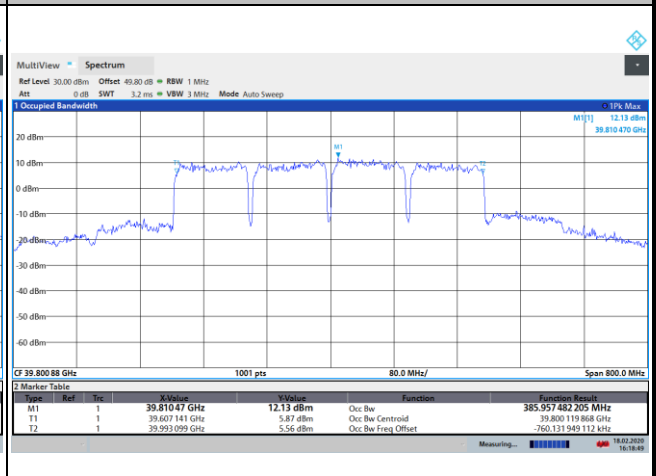 MultiView Spectrum
Ref Level 30.00 dBm Offset 49.80 dB RBW 1 MHz
Att 0 dB SWT 3.2 ms VBW 3 MHz Mode Auto Sweep
1 Occupied Bandwidth 1Pk Max
M1[1] 12.13 dBm
39.810 470 GHz
M1
20 dBm
10 dBm
T1 T2
0 dBm
-10 dBm
-20 dBm
-30 dBm
-40 dBm
-50 dBm
-60 dBm
CF 39.800 88 GHz 1001 pts 80.0 MHz/ Span 800.0 MHz
2 Marker Table
Type Ref Trc X-Value Y-Value Function Function Result
M1 1 39.810 47 GHz 12.13 dBm Occ Bw 385.957 482 205 MHz
T1 1 39.607 141 GHz 5.87 dBm Occ Bw Centroid 39.800 119 868 GHz
T2 1 39.993 099 GHz 5.56 dBm Occ Bw Freq Offset -760.131 949 112 kHz
Measuring... 18.02.2020
16:18:49